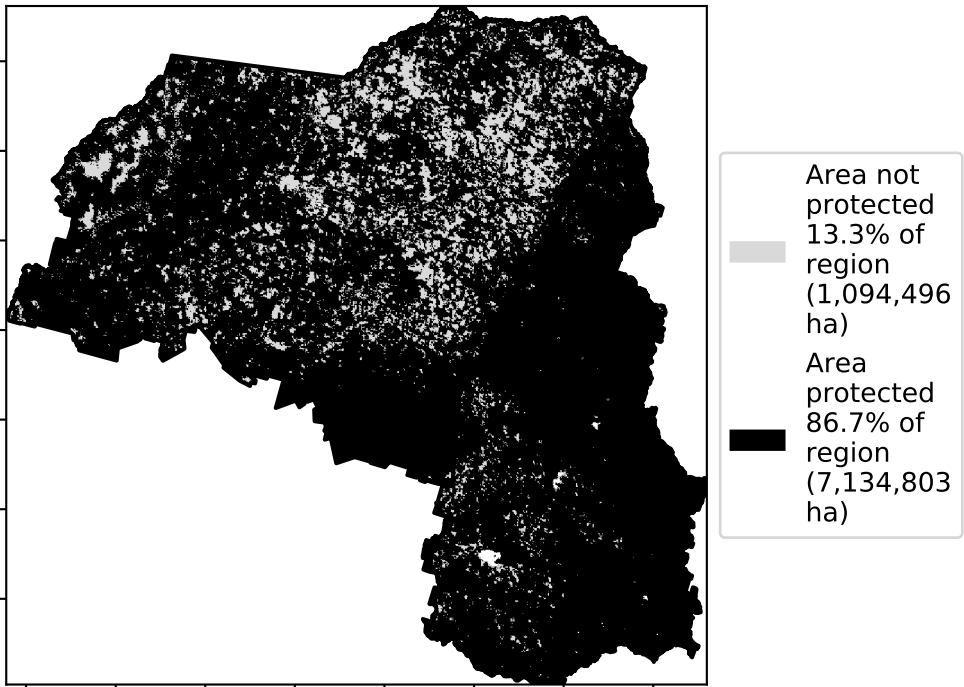 Area not
protected
13.3% of
region
(1,094,496
ha)
Area
protected
86.7% of
region
(7,134,803
ha)